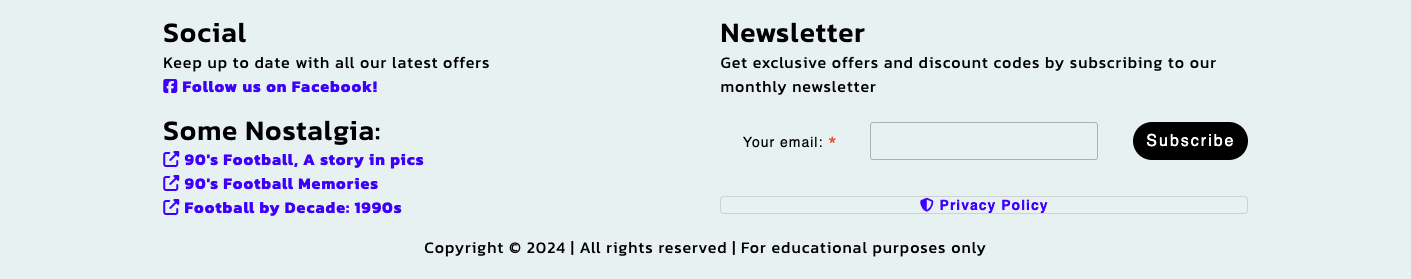 Social
Keep up to date with all our latest offers
Follow us on Facebook!
Some Nostalgia:
90's Football, A story in pics
90's Football Memories
Football by Decade: 1990s
Newsletter
Get exclusive offers and discount codes by subscribing to our
monthly newsletter
Your email: *
Subscribe
Privacy Policy
Copyright © 2024 | All rights reserved | For educational purposes only